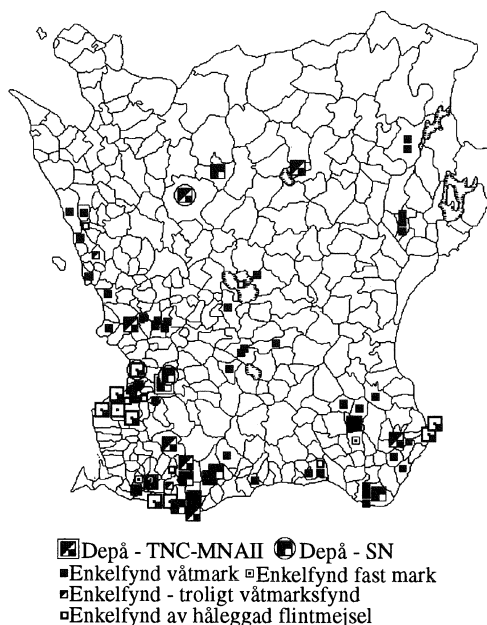 Depå - TNC-MNAII Depå - SN
Enkelfynd våtmark Enkelfynd fast mark
Enkelfynd - troligt våtmarksfynd
Enkelfynd av håleggad flintmejsel